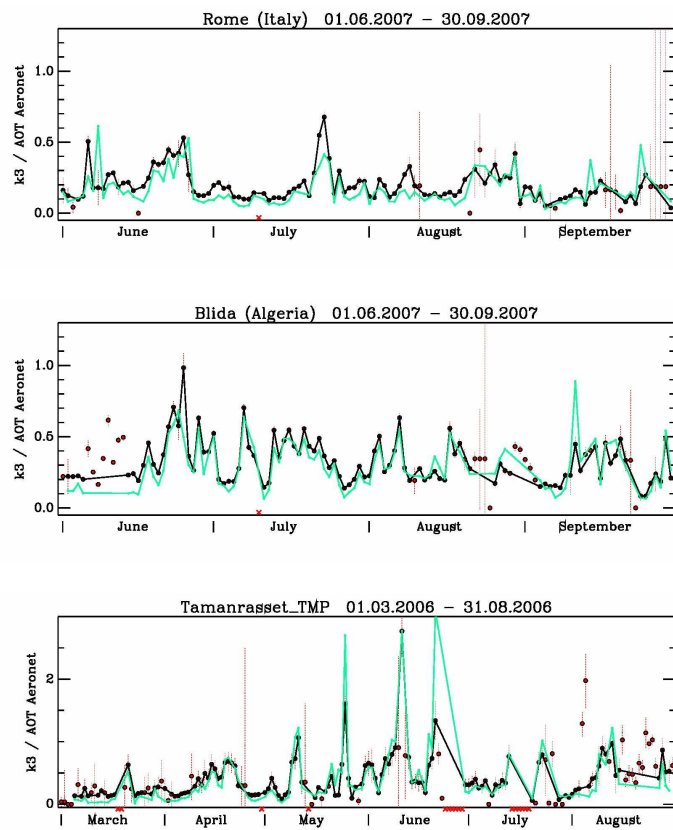 Rome (Italy) 01.06.2007 – 30.09.2007
k3 / AOT Aeronet
1.0
0.5
0.0
June July August September
Blida (Algeria) 01.06.2007 – 30.09.2007
k3 / AOT Aeronet
1.0
0.5
0.0
June July August September
Tamanrasset_TMP 01.03.2006 – 31.08.2006
k3 / AOT Aeronet
2
0
March April May June July August